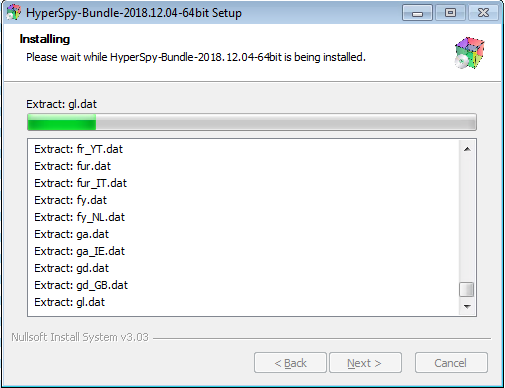 HyperSpy-Bundle-2018.12.04-64bit Setup
Installing
Please wait while HyperSpy-Bundle-2018.12.04-64bit is being installed.
Extract: gl.dat
Extract: fr_YT.dat
Extract: fur.dat
Extract: fur_IT.dat
Extract: fy.dat
Extract: fy_NL.dat
Extract: ga.dat
Extract: ga_IE.dat
Extract: gd.dat
Extract: gd_GB.dat
Extract: gl.dat
Nullsoft Install System v3.03
< Back
Next >
Cancel